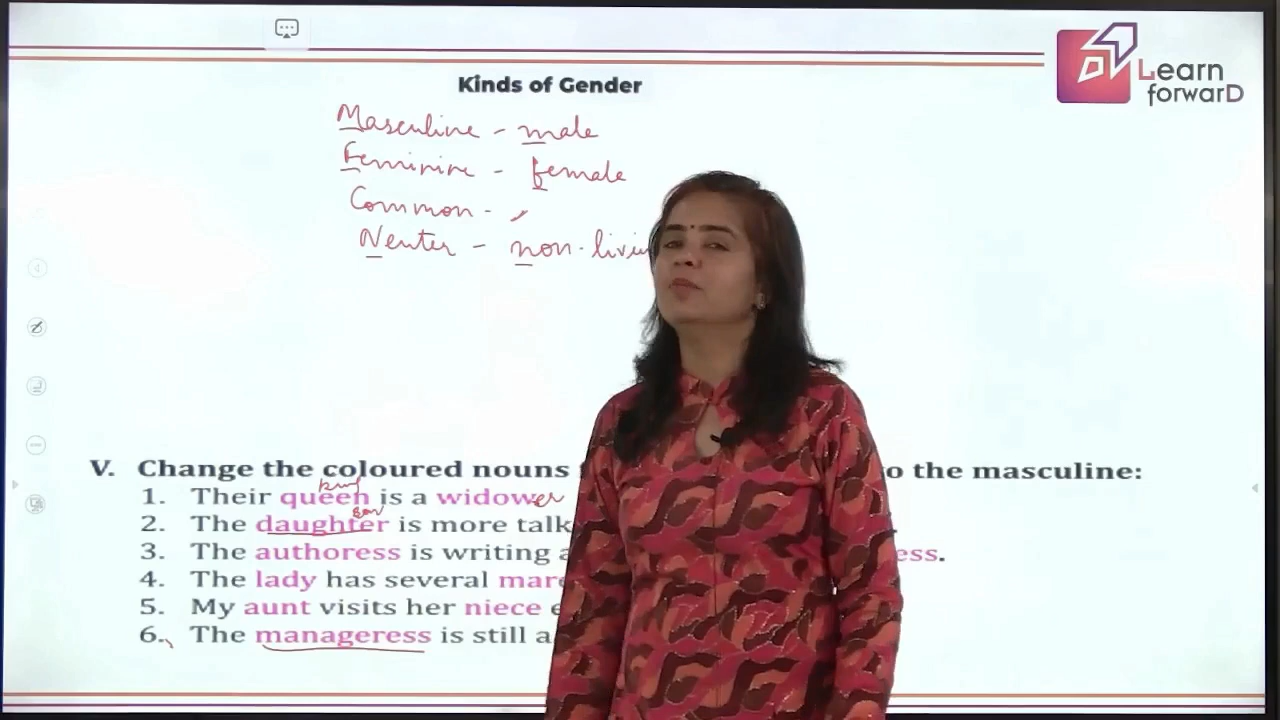 Kinds of Gender
Learn
forwarD
Masculine - male
Feminine - female
Common -
Neuter - non-livin
V. Change the coloured nouns
o the masculine:
king
1. Their queen is a widower
son
2. The daughter is more talk
3. The authoress is writing a
ess.
4. The lady has several mare
5. My aunt visits her niece e
6. The manageress is still a